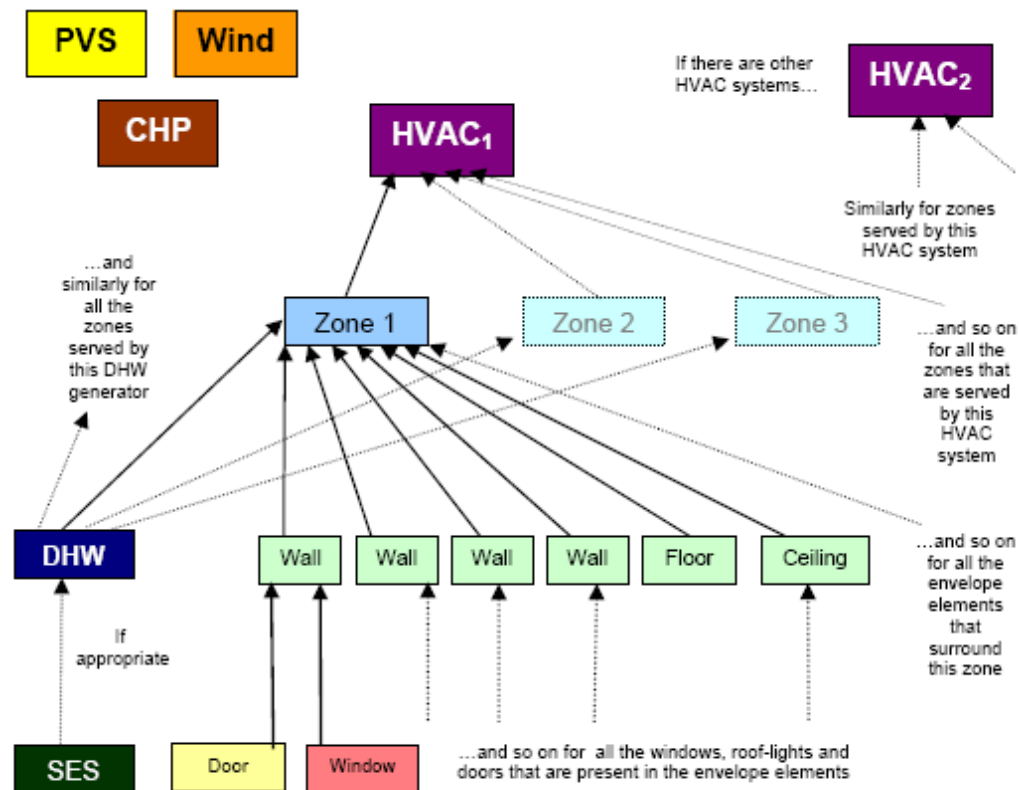 PVS
Wind
If there are other
HVAC systems…
HVAC₂
CHP
HVAC₁
Similarly for zones
served by this
HVAC system
…and
similarly for
all the
zones
served by
this DHW
generator
Zone 1
Zone 2
Zone 3
…and so on
for all the
zones that
are served
by this
HVAC
system
DHW
Wall
Wall
Wall
Wall
Floor
Ceiling
…and so on
for all the
envelope
elements
that
surround
this zone
If
appropriate
SES
Door
Window
…and so on for all the windows, roof-lights and
doors that are present in the envelope elements